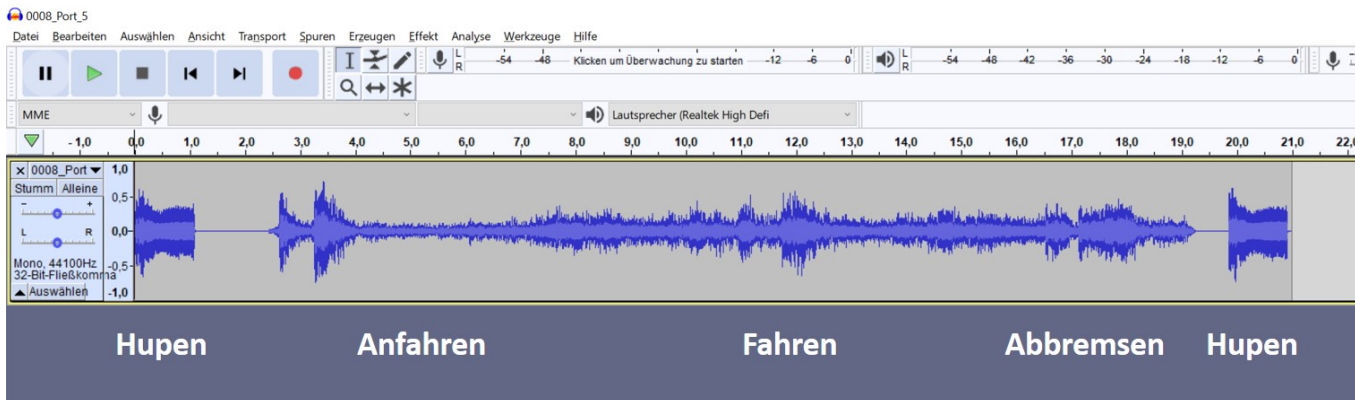 0008_Port_5
Datei Bearbeiten Auswählen Ansicht Transport Spuren Erzeugen Effekt Analyse Werkzeuge Hilfe
L R -54 -48 Klicken um Überwachung zu starten -12 -6 0 L R -54 -48 -42 -36 -30 -24 -18 -12 -6 0
MME Lautsprecher (Realtek High Defi
-1,0 0,0 1,0 2,0 3,0 4,0 5,0 6,0 7,0 8,0 9,0 10,0 11,0 12,0 13,0 14,0 15,0 16,0 17,0 18,0 19,0 20,0 21,0 22,0
x 0008_Port 1,0
Stumm Alleine
- + 0,5-
L R 0,0-
Mono, 44100Hz -0,5-
32-Bit-Fließkomma
Auswählen -1,0
Hupen Anfahren Fahren Abbremsen Hupen